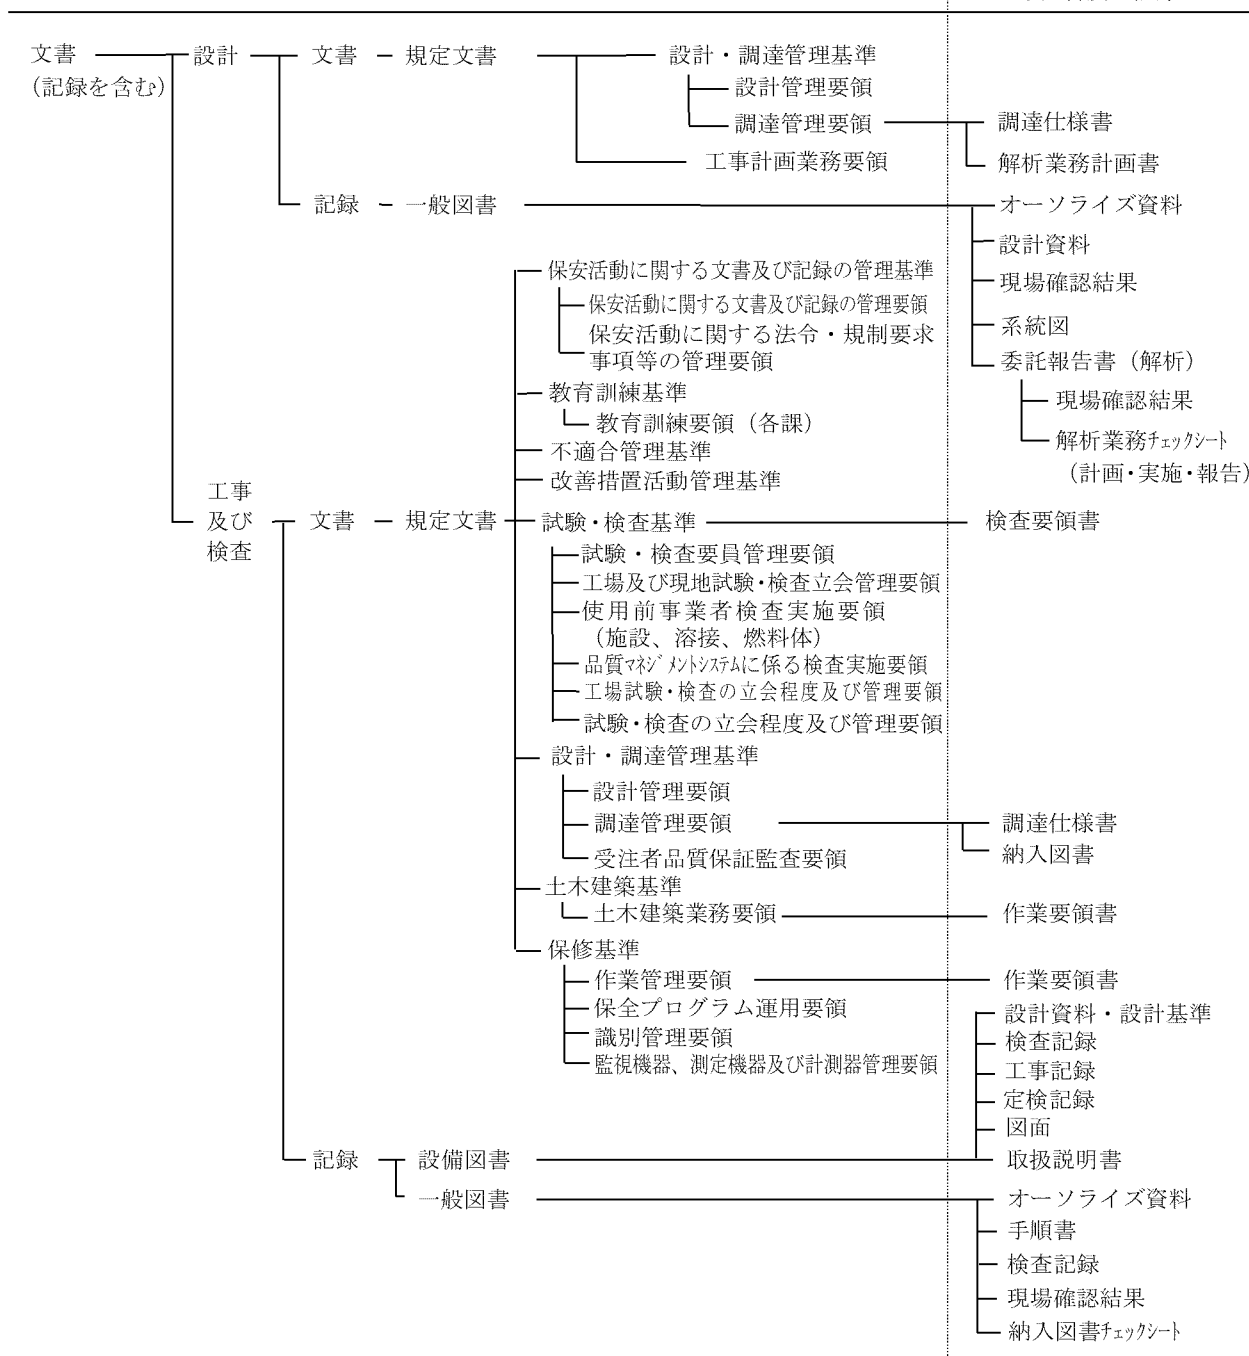 文書 設計 文書 規定文書 設計・調達管理基準
(記録を含む)
設計管理要領
調達管理要領 調達仕様書
工事計画業務要領 解析業務計画書
記録 一般図書 オーソライズ資料
設計資料
保安活動に関する文書及び記録の管理基準
現場確認結果
保安活動に関する文書及び記録の管理要領
系統図
保安活動に関する法令・規制要求
事項等の管理要領 委託報告書（解析）
教育訓練基準 現場確認結果
教育訓練要領（各課）
解析業務チェックシート
不適合管理基準
(計画・実施・報告)
改善措置活動管理基準
工事
及び 文書 規定文書 試験・検査基準 検査要領書
検査
試験・検査要員管理要領
工場及び現地試験・検査立会管理要領
使用前事業者検査実施要領
（施設、溶接、燃料体）
品質マネジメントシステムに係る検査実施要領
工場試験・検査の立会程度及び管理要領
試験・検査の立会程度及び管理要領
設計・調達管理基準
設計管理要領
調達管理要領 調達仕様書
受注者品質保証監査要領 納入図書
土木建築基準
土木建築業務要領 作業要領書
保修基準
作業管理要領 作業要領書
保全プログラム運用要領 設計資料・設計基準
識別管理要領 検査記録
監視機器、測定機器及び計測器管理要領 工事記録
定検記録
図面
記録 設備図書 取扱説明書
一般図書 オーソライズ資料
手順書
検査記録
現場確認結果
納入図書チェックシート